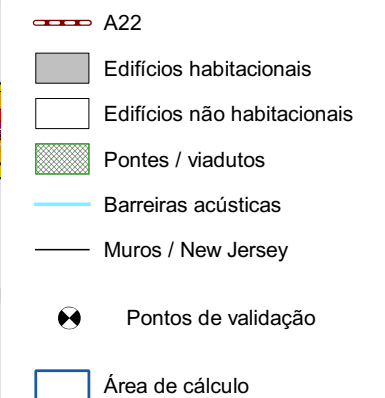 A22
Edifícios habitacionais
Edifícios não habitacionais
Pontes / viadutos
Barreiras acústicas
Muros / New Jersey
Pontos de validação
Área de cálculo